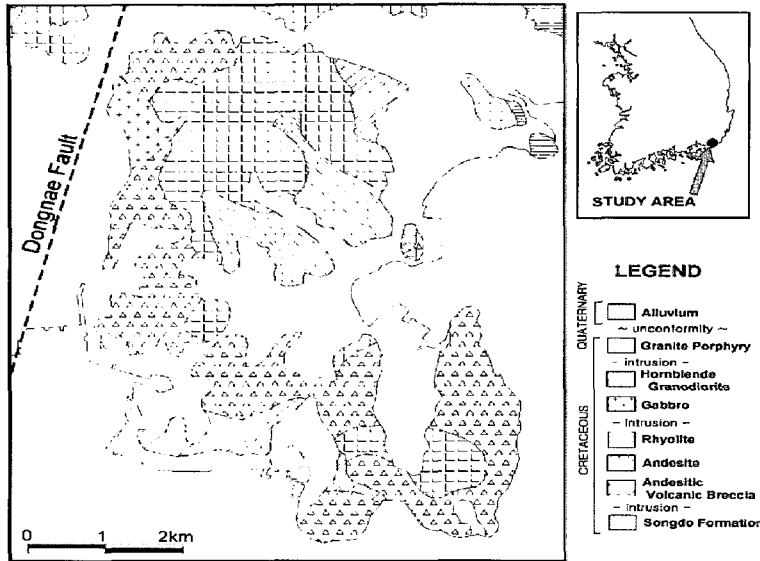 Dongnae Fault
0 1 2km
STUDY AREA
LEGEND
QUATERNARY
Alluvium
~ unconformity ~
CRETACEOUS
Granite Porphyry
- intrusion -
Hornblende
Granodiorite
Gabbro
- intrusion -
Rhyolite
Andesite
Andesitic
Volcanic Breccia
- intrusion -
Songdo Formation